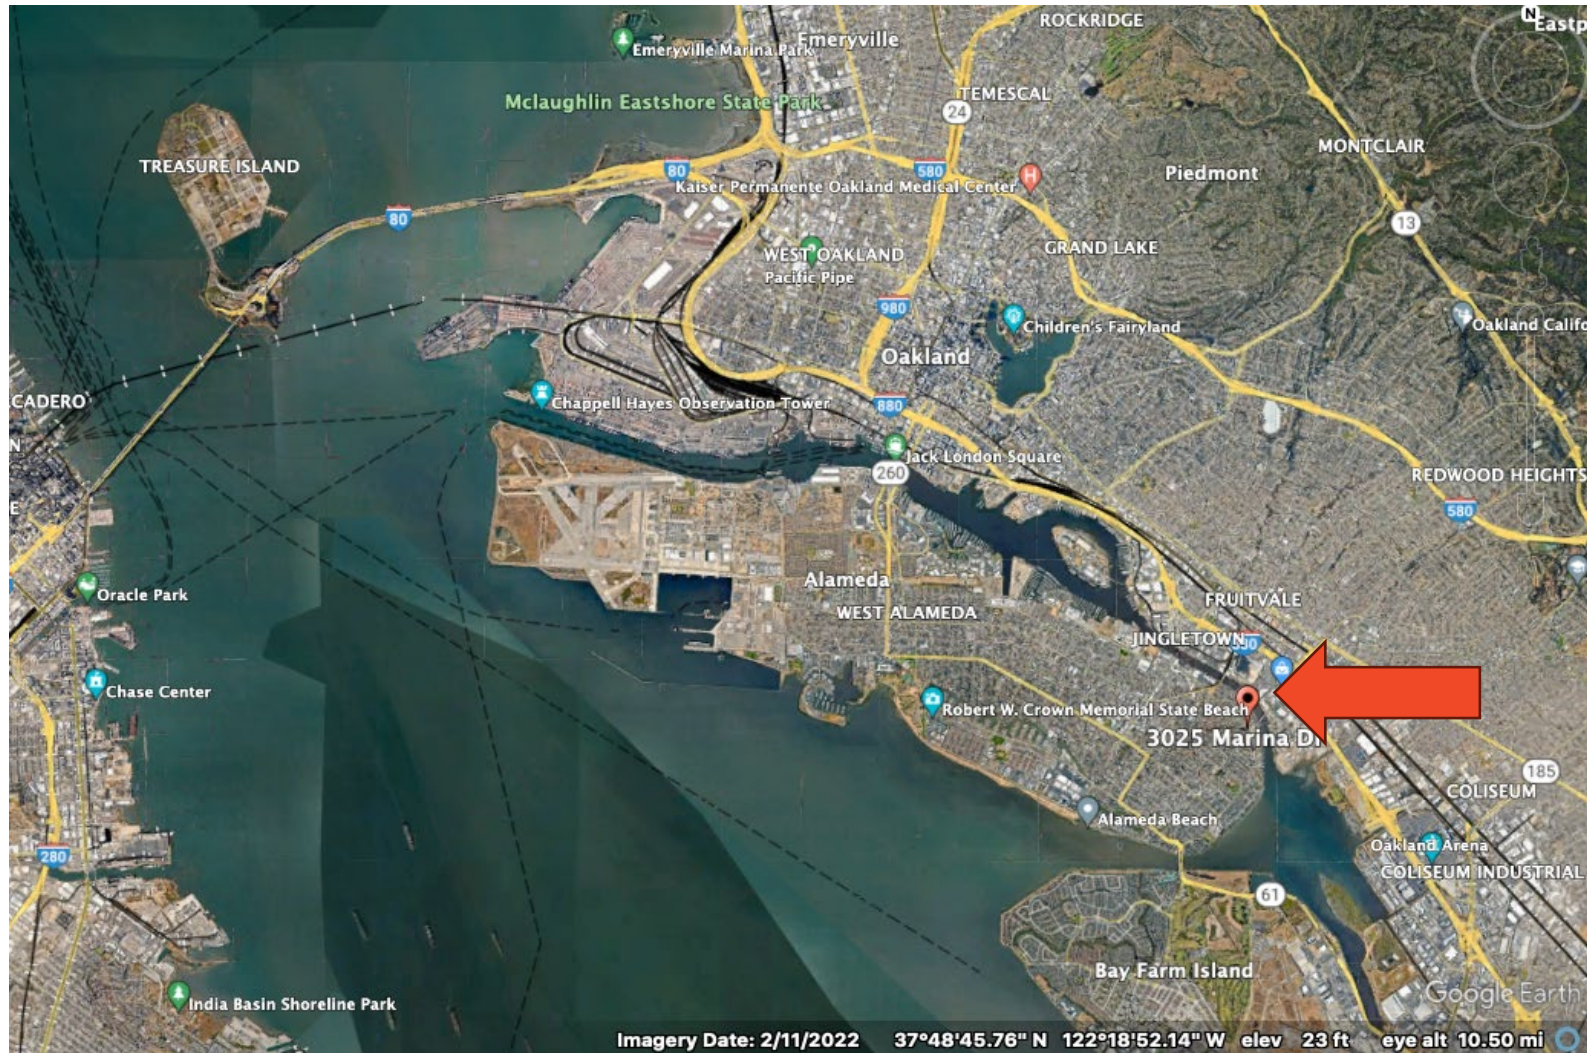 ROCKRIDGE
N
Emeryville
Emeryville Marina Park
Mclaughlin Eastshore State Park
TEMESCAL
24
MONTCLAIR
TREASURE ISLAND
80
580
Piedmont
Kaiser Permanente Oakland Medical Center
H
80
13
WEST OAKLAND
GRAND LAKE
Pacific Pipe
980
Children's Fairyland
Oakland Califo
Oakland
CADERO
Chappell Hayes Observation Tower
880
N
Jack London Square
260
REDWOOD HEIGHTS
E
580
Alameda
Oracle Park
WEST ALAMEDA
FRUITVALE
JINGLETOWN
Chase Center
Robert W. Crown Memorial State Beach
3025 Marina D
185
COLISEUM
Alameda Beach
280
Oakland Arena
COLISEUM INDUSTRIAL
61
Bay Farm Island
India Basin Shoreline Park
Google Earth
Imagery Date: 2/11/2022 37°48'45.76" N 122°18'52.14" W elev 23 ft eye alt 10.50 mi